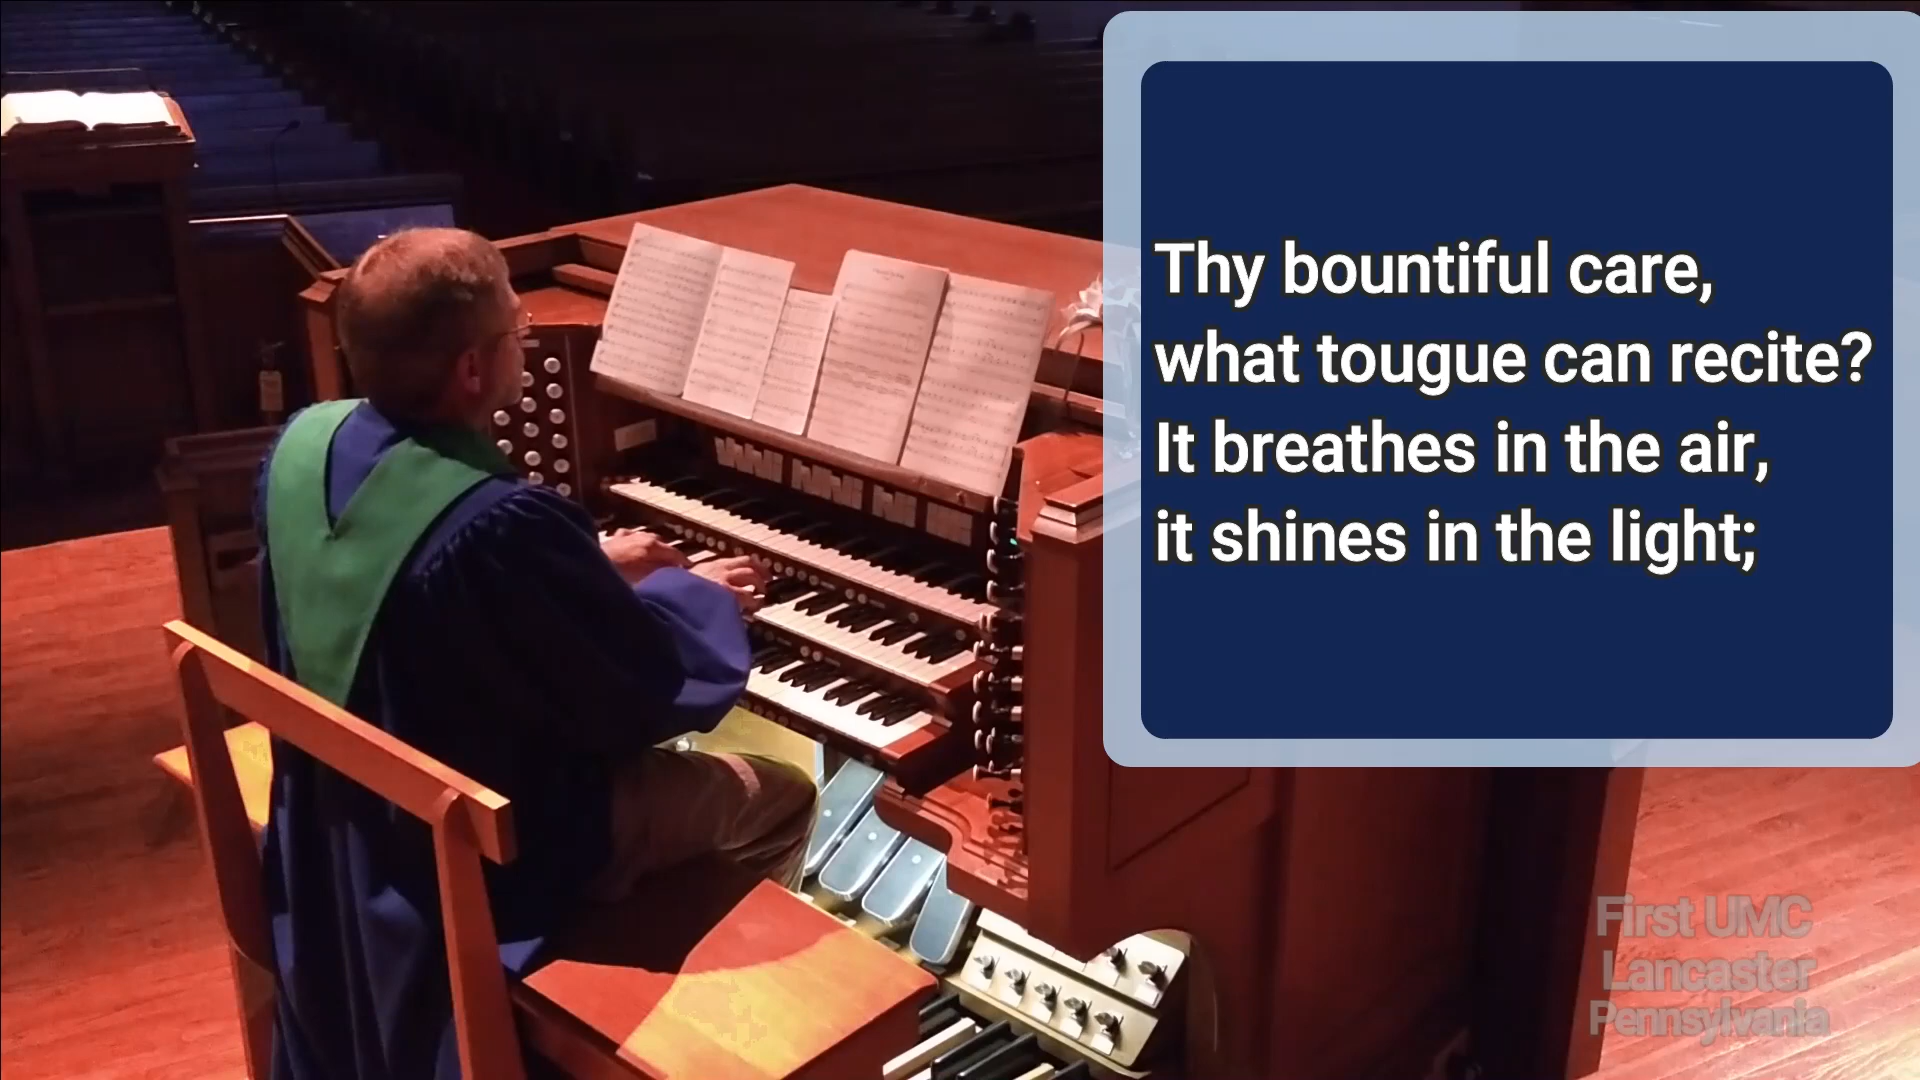 Thy bountiful care,
what tougue can recite?
It breathes in the air,
it shines in the light;
First UMC
Lancaster
Pennsylvania